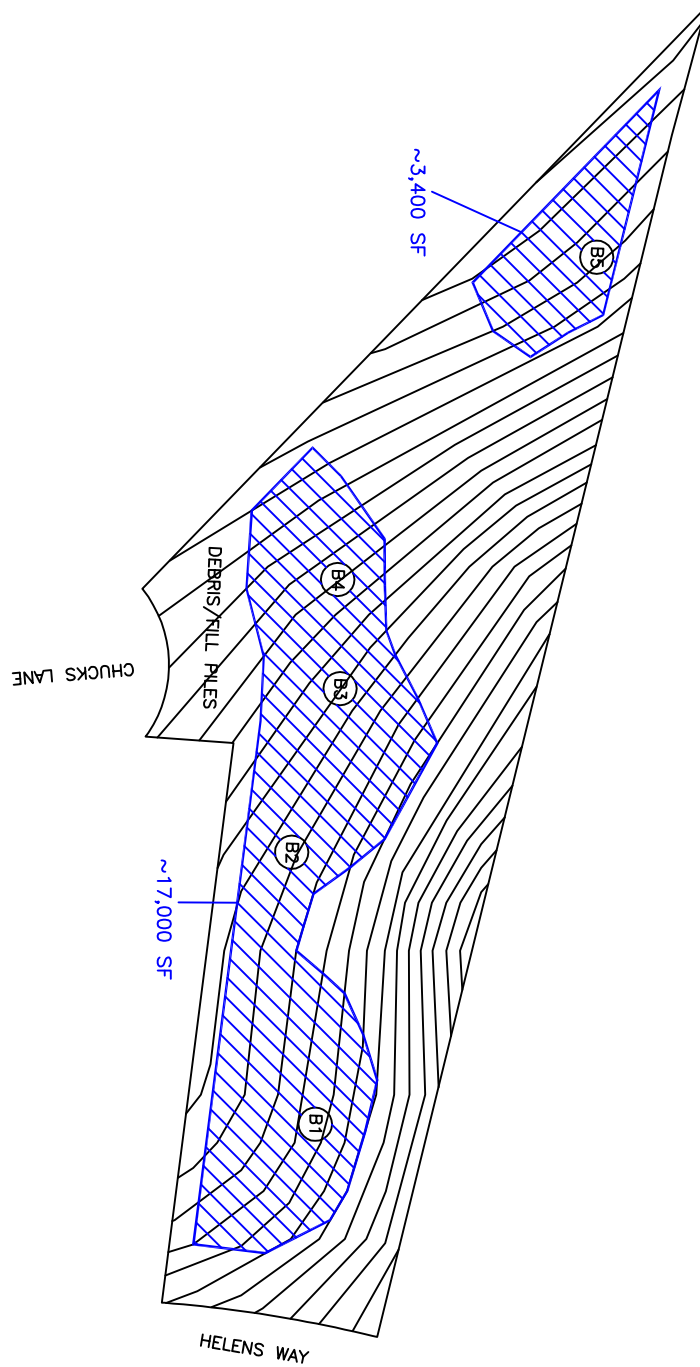 B5
~3,400 SF
B4
DEBRIS/FILL PILES
CHUCKS LANE
B3
B2
~17,000 SF
B1
HELENS WAY